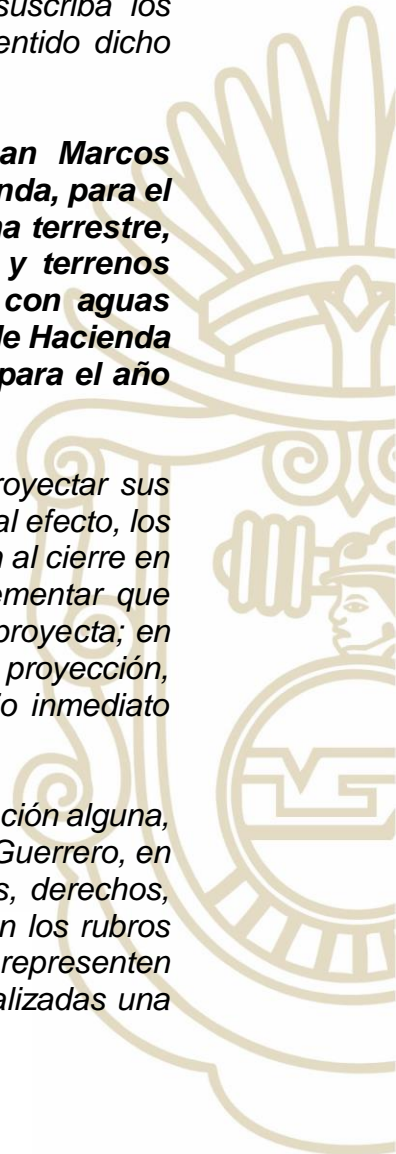 suscriba los
entido dicho
an Marcos
nda, para el
na terrestre,
y terrenos
con aguas
de Hacienda
para el año
royectar sus
al efecto, los
n al cierre en
ementar que
proyecta; en
proyección,
io inmediato
ción alguna,
Guerrero, en
s, derechos,
n los rubros
representen
alizadas una